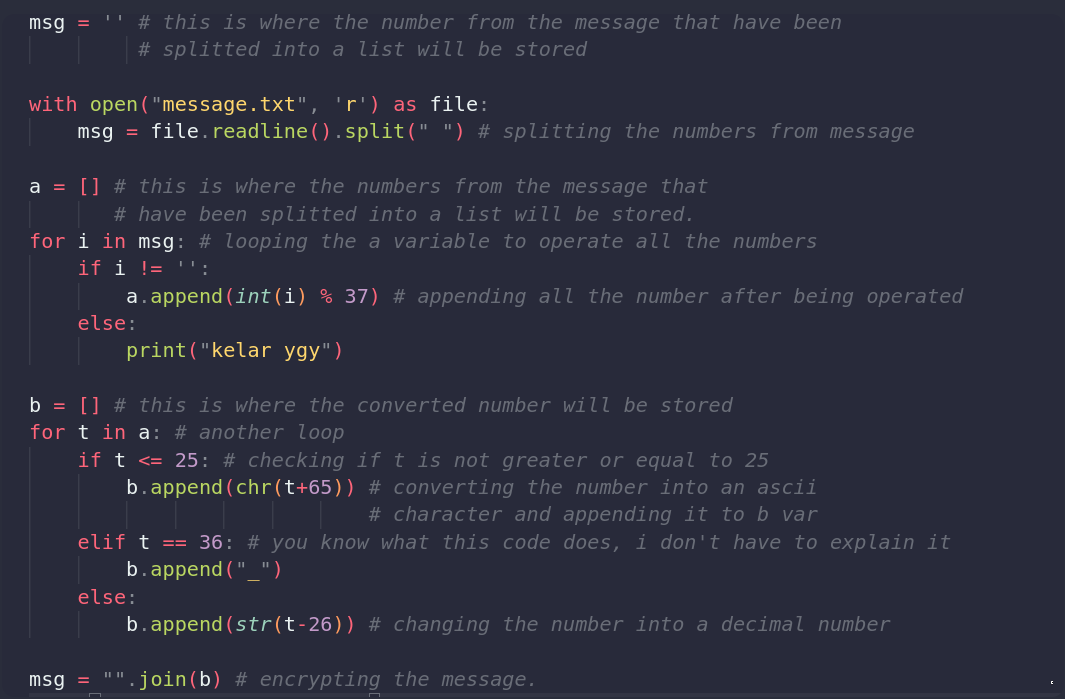 msg = '' # this is where the number from the message that have been
         # splitted into a list will be stored

with open("message.txt", 'r') as file:
    msg = file.readline().split(" ") # splitting the numbers from message

a = [] # this is where the numbers from the message that
       # have been splitted into a list will be stored.
for i in msg: # looping the a variable to operate all the numbers
    if i != '':
        a.append(int(i) % 37) # appending all the number after being operated
    else:
        print("kelar ygy")

b = [] # this is where the converted number will be stored
for t in a: # another loop
    if t <= 25: # checking if t is not greater or equal to 25
        b.append(chr(t+65)) # converting the number into an ascii
                            # character and appending it to b var
    elif t == 36: # you know what this code does, i don't have to explain it
        b.append("_")
    else:
        b.append(str(t-26)) # changing the number into a decimal number

msg = "".join(b) # encrypting the message.